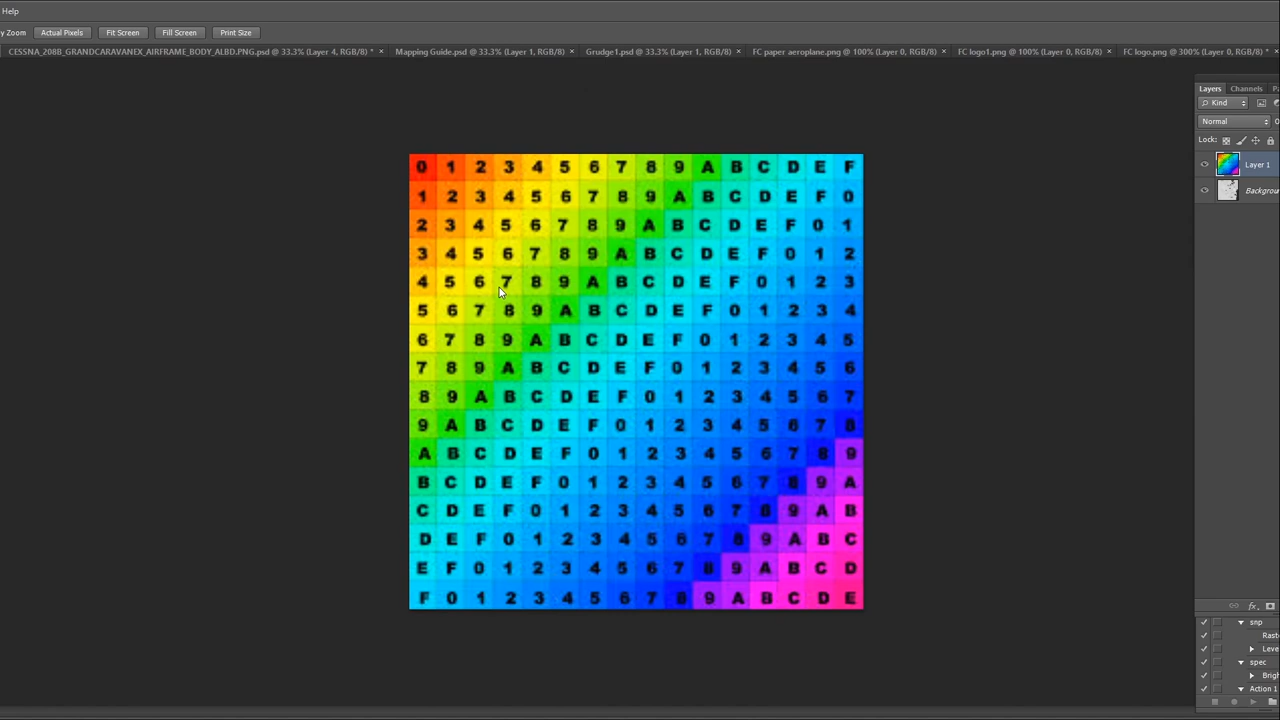 Help
y Zoom Actual Pixels Fit Screen Fill Screen Print Size
CESSNA_208B_GRANDCARAVANEX_AIRFRAME_BODY_ALBD.PNG.psd @ 33.3% (Layer 4, RGB/8) * × Mapping Guide.psd @ 33.3% (Layer 1, RGB/8) × Grudge1.psd @ 33.3% (Layer 1, RGB/8) × FC paper aeroplane.png @ 100% (Layer 0, RGB/8) × FC logo1.png @ 100% (Layer 0, RGB/8) × FC logo.png @ 300% (Layer 0, RGB/8) * ×
Layers Channels Pa
Kind
Normal
Lock:
Layer 1
Backgrou
0 1 2 3 4 5 6 7 8 9 A B C D E F
1 2 3 4 5 6 7 8 9 A B C D E F 0
2 3 4 5 6 7 8 9 A B C D E F 0 1
3 4 5 6 7 8 9 A B C D E F 0 1 2
4 5 6 7 8 9 A B C D E F 0 1 2 3
5 6 7 8 9 A B C D E F 0 1 2 3 4
6 7 8 9 A B C D E F 0 1 2 3 4 5
7 8 9 A B C D E F 0 1 2 3 4 5 6
8 9 A B C D E F 0 1 2 3 4 5 6 7
9 A B C D E F 0 1 2 3 4 5 6 7 8
A B C D E F 0 1 2 3 4 5 6 7 8 9
B C D E F 0 1 2 3 4 5 6 7 8 9 A
C D E F 0 1 2 3 4 5 6 7 8 9 A B
D E F 0 1 2 3 4 5 6 7 8 9 A B C
E F 0 1 2 3 4 5 6 7 8 9 A B C D
F 0 1 2 3 4 5 6 7 8 9 A B C D E
fx
snp
Rast
Leve
spec
Brigh
Action 1